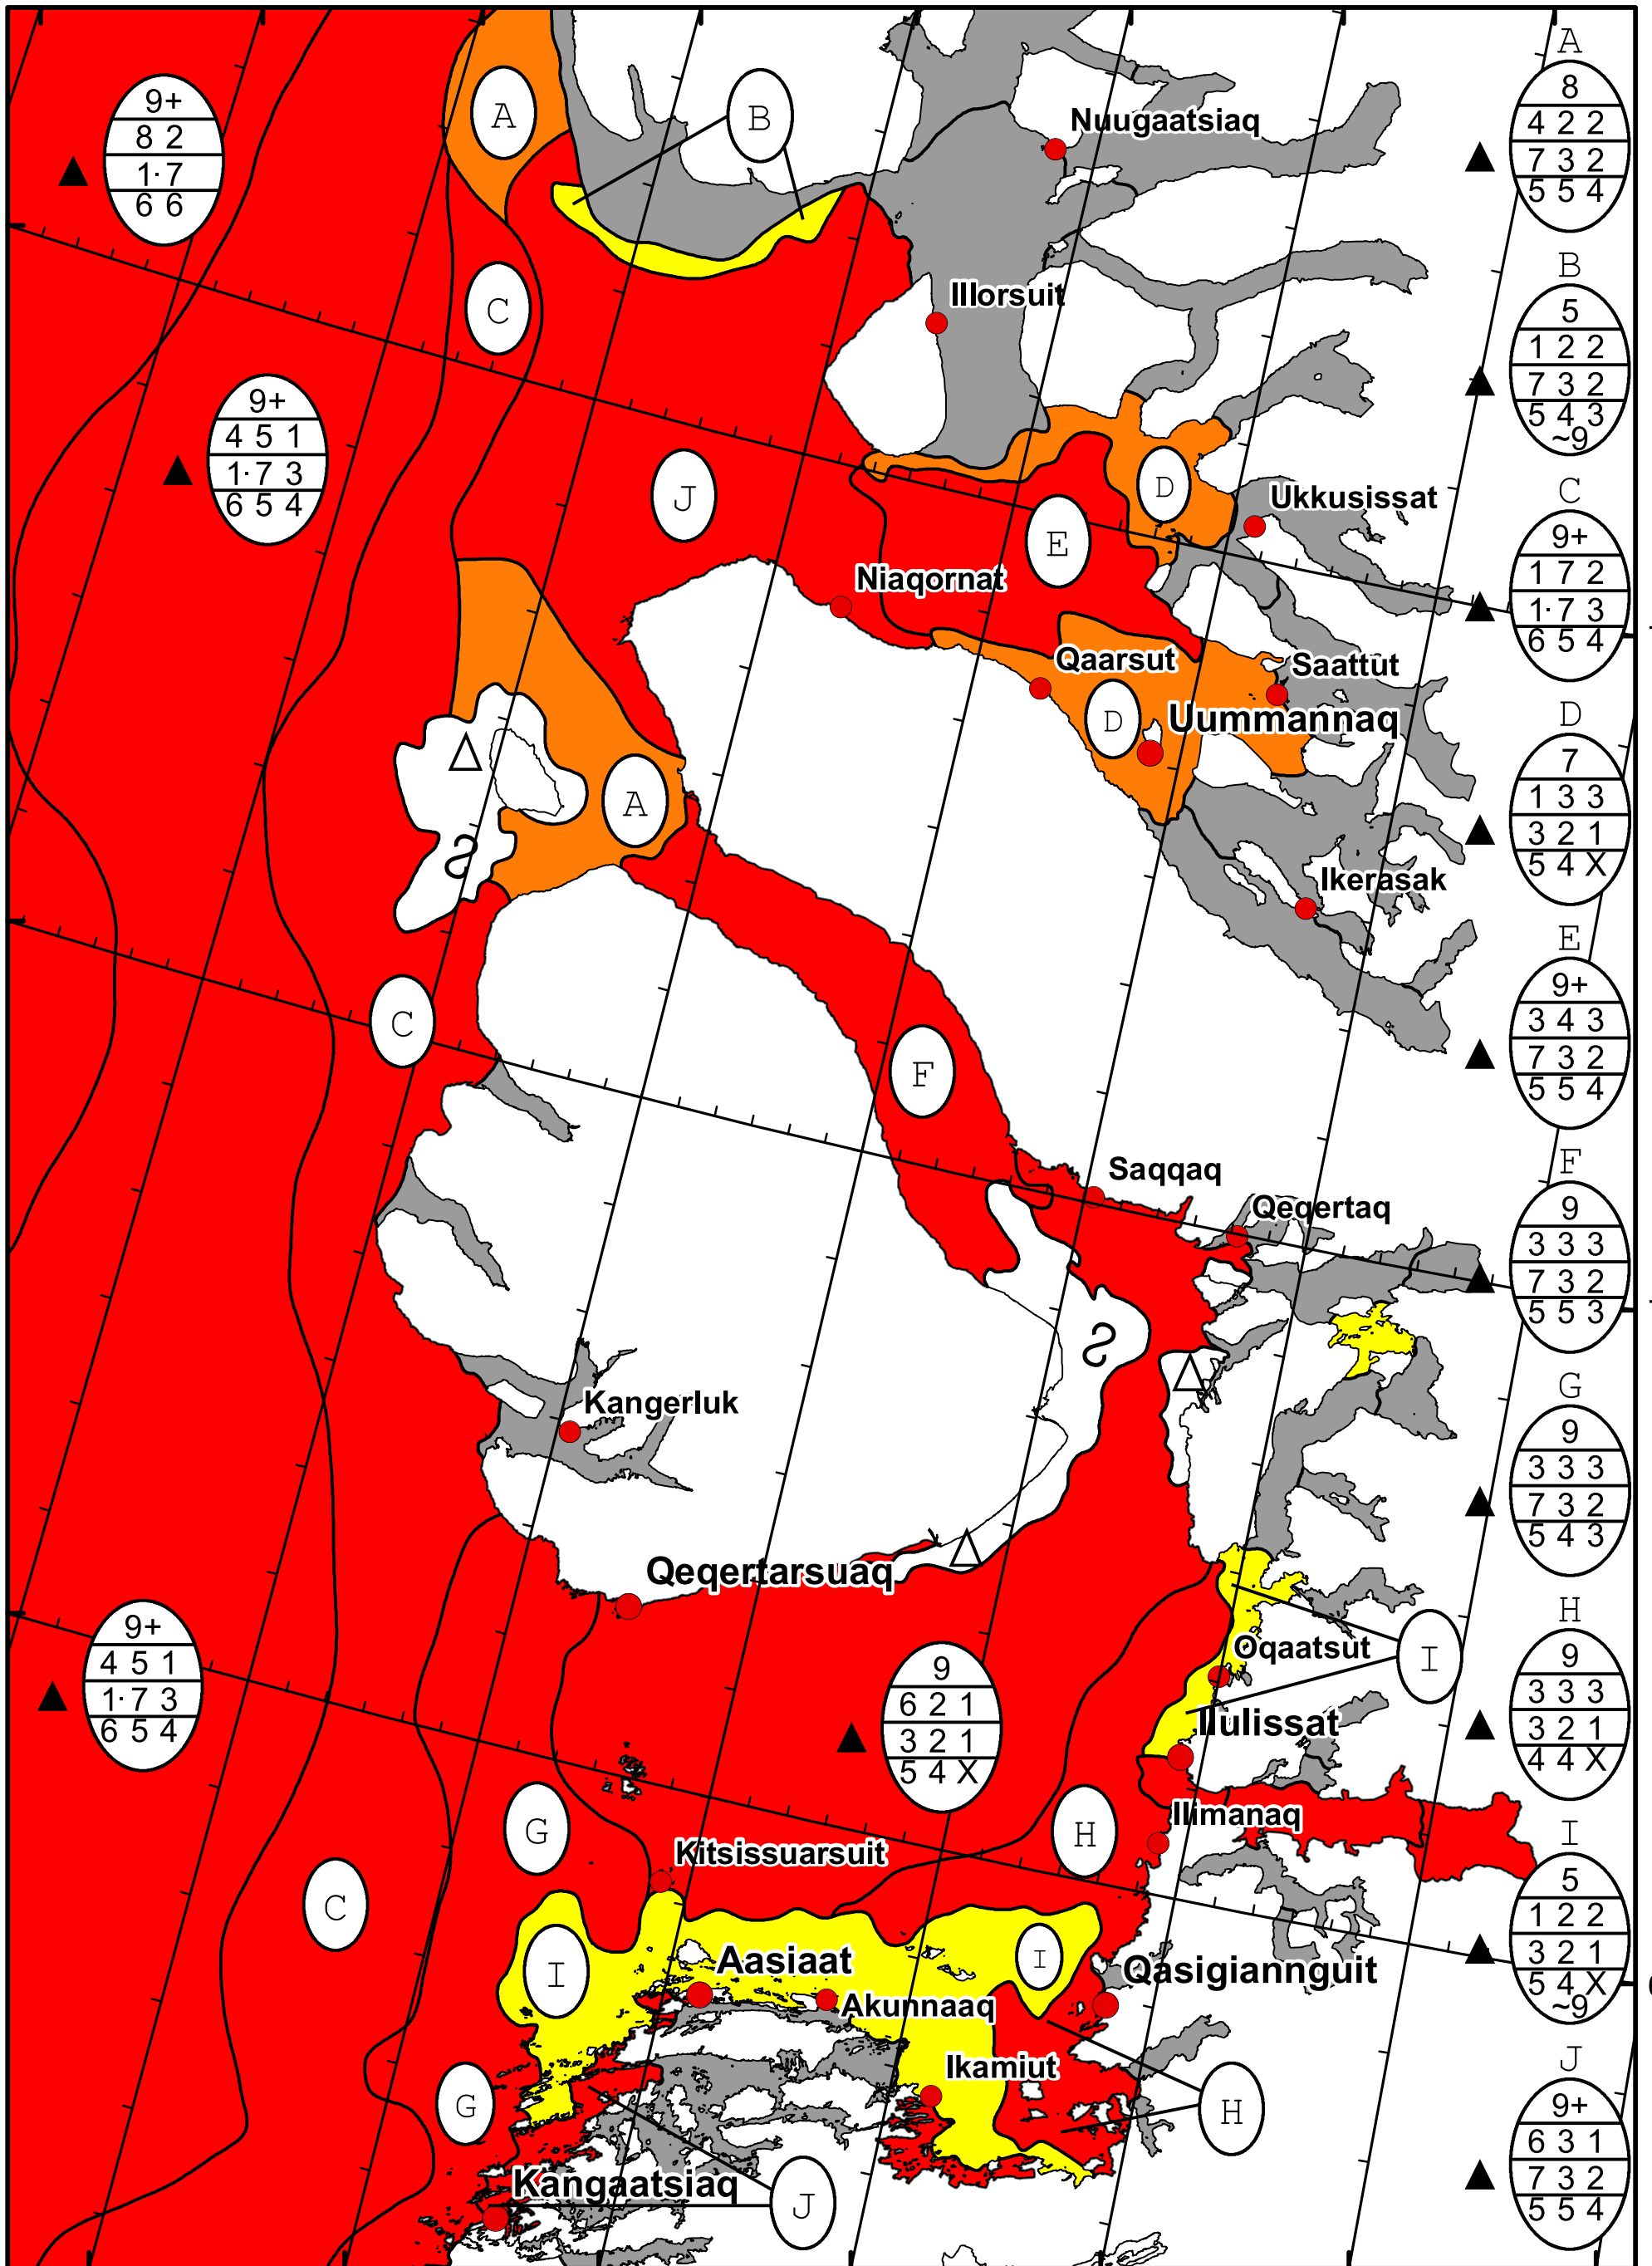 A
8
4 2 2
7 3 2
5 5 4
9+
8 2
1· 7
6 6
A
B
Nuugaatsiaq
B
5
1 2 2
7 3 2
5 4 3
~9
C
Illorsuit
9+
4 5 1
1· 7 3
6 5 4
J
D
E
Ukkusissat
C
9+
1 7 2
1· 7 3
6 5 4
Niaqornat
Qaarsut
Saattut
D
Uummannaq
D
7
1 3 3
3 2 1
5 4 X
A
Ikerasak
E
9+
3 4 3
7 3 2
5 5 4
C
F
Saqqaq
Qeqertaq
F
9
3 3 3
7 3 2
5 5 3
Kangerluk
G
9
3 3 3
7 3 2
5 4 3
Qeqertarsuaq
9+
4 5 1
1· 7 3
6 5 4
9
6 2 1
3 2 1
5 4 X
Oqaatsut
I
Ilulissat
H
9
3 3 3
3 2 1
4 4 X
G
H
Ilimanaq
Kitsissuarsuit
C
I
I
Aasiaat
Akunnaaq
Qasigiannguit
I
5
1 2 2
3 2 1
5 4 X
~9
G
Ikamiut
H
Kangaatsiaq
J
J
9+
6 3 1
7 3 2
5 5 4